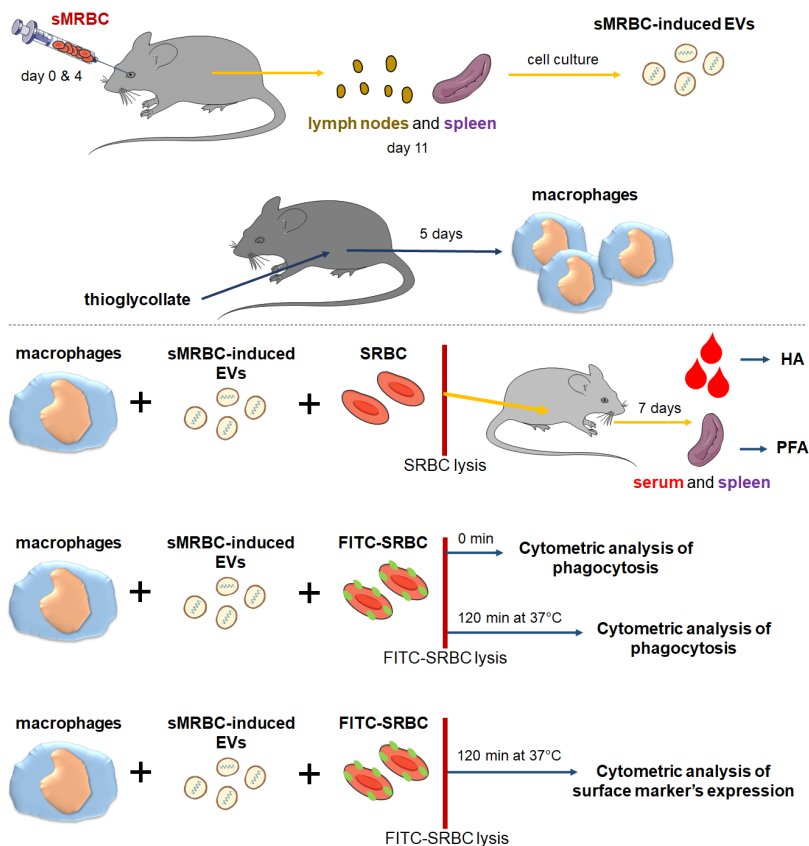 sMRBC
day 0 & 4
sMRBC-induced EVs
cell culture
lymph nodes and spleen
day 11
macrophages
5 days
thioglycollate
macrophages
sMRBC-induced
EVs
SRBC
SRBC lysis
7 days
HA
PFA
serum and spleen
macrophages
sMRBC-induced
EVs
FITC-SRBC
0 min
Cytometric analysis of
phagocytosis
120 min at 37°C
Cytometric analysis of
phagocytosis
FITC-SRBC lysis
macrophages
sMRBC-induced
EVs
FITC-SRBC
120 min at 37°C
Cytometric analysis of
surface marker's expression
FITC-SRBC lysis